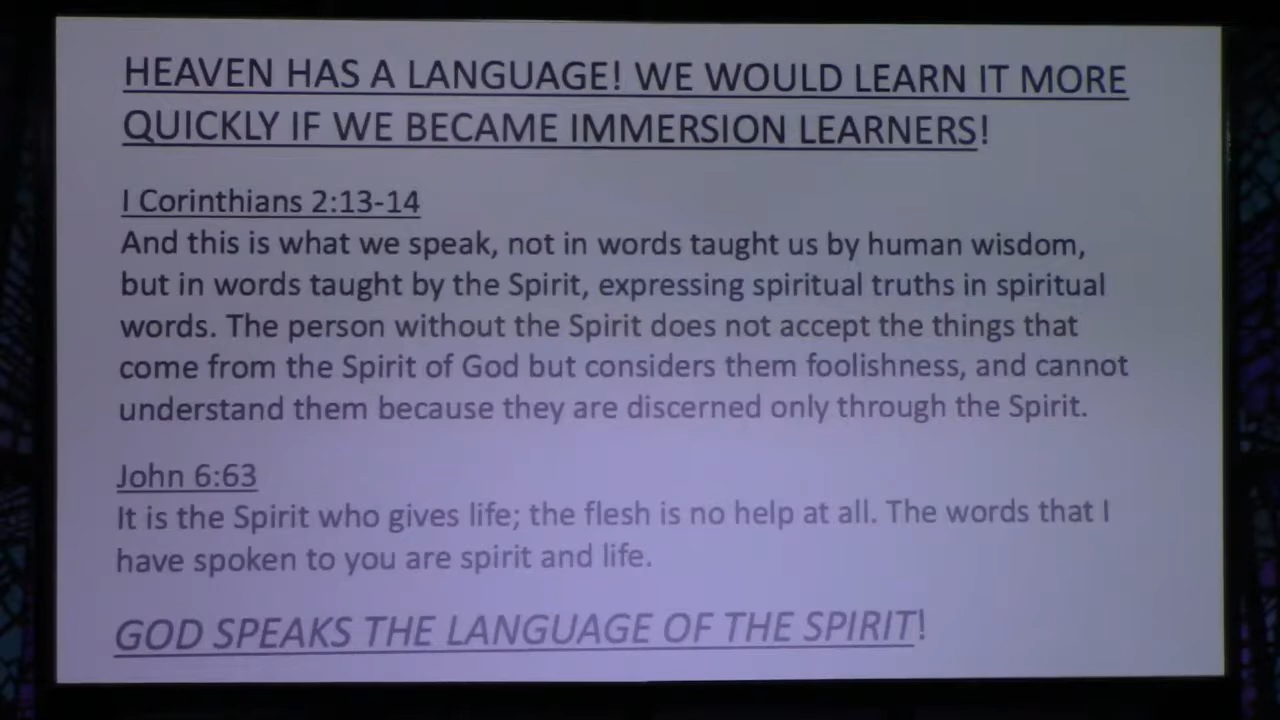 HEAVEN HAS A LANGUAGE! WE WOULD LEARN IT MORE
QUICKLY IF WE BECAME IMMERSION LEARNERS!
I Corinthians 2:13-14
And this is what we speak, not in words taught us by human wisdom,
but in words taught by the Spirit, expressing spiritual truths in spiritual
words. The person without the Spirit does not accept the things that
come from the Spirit of God but considers them foolishness, and cannot
understand them because they are discerned only through the Spirit.
John 6:63
It is the Spirit who gives life; the flesh is no help at all. The words that I
have spoken to you are spirit and life.
GOD SPEAKS THE LANGUAGE OF THE SPIRIT!